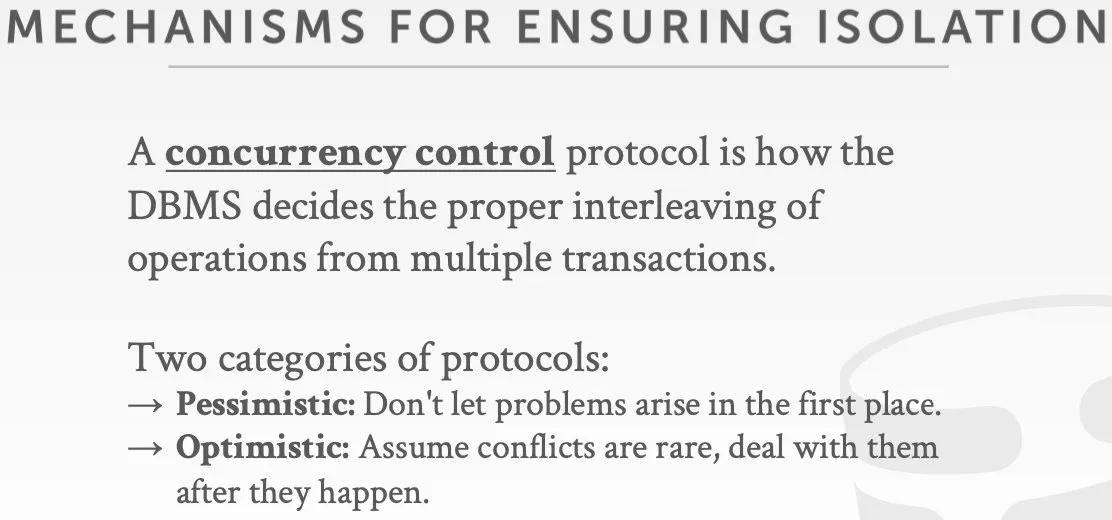 MECHANISMS FOR ENSURING ISOLATION
A concurrency control protocol is how the
DBMS decides the proper interleaving of
operations from multiple transactions.
Two categories of protocols:
→ Pessimistic: Don't let problems arise in the first place.
→ Optimistic: Assume conflicts are rare, deal with them
after they happen.